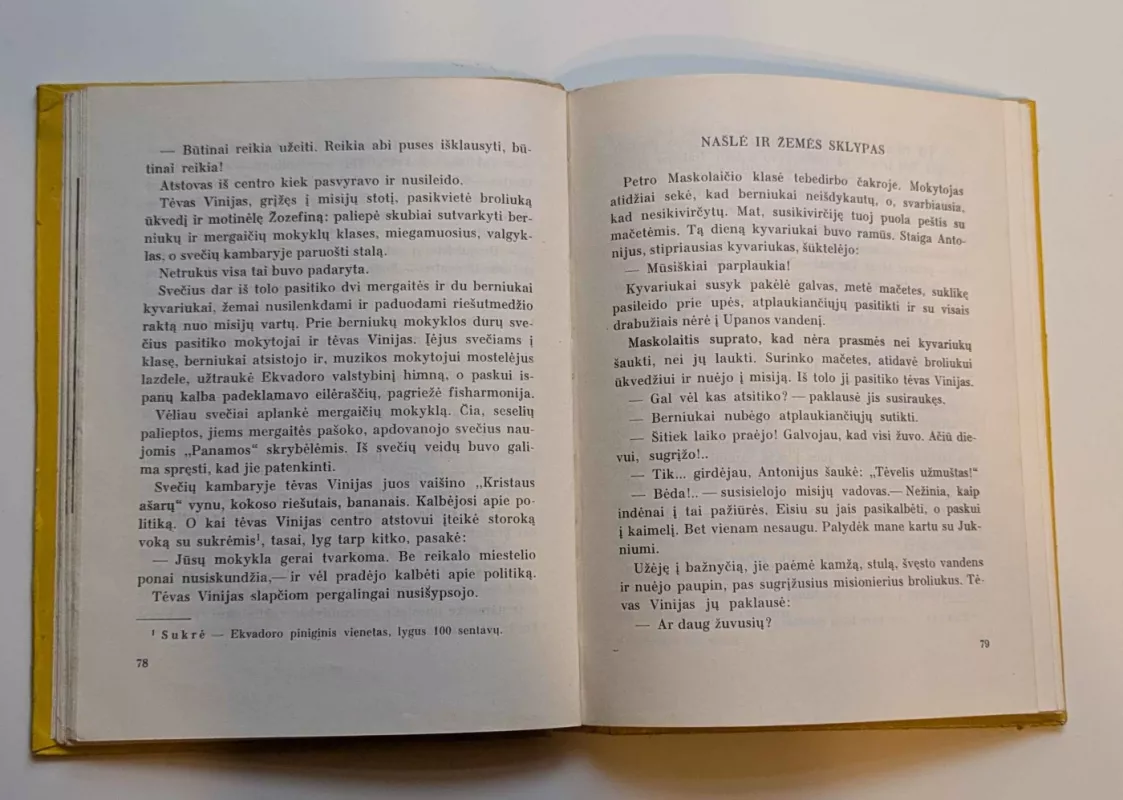 — Būtinai reikia užeiti. Reikia abi puses išklausyti, bū-
tinai reikia!
Atstovas iš centro kiek pasvyravo ir nusileido.
Tėvas Vinijas, grįžęs į misijų stotį, pasikvietė broliuką
ūkvedį ir motinėlę Žozefiną: paliepė skubiai sutvarkyti ber-
niukų ir mergaičių mokyklų klases, miegamuosius, valgyk-
las, o svečių kambaryje paruošti stalą.
Netrukus visa tai buvo padaryta.
Svečius dar iš tolo pasitiko dvi mergaitės ir du berniukai
kyvariukai, žemai nusilenkdami ir paduodami riešutmedžio
raktą nuo misijų vartų. Prie berniukų mokyklos durų sve-
čius pasitiko mokytojai ir tėvas Vinijas. Įėjus svečiams į
klasę, berniukai atsistojo ir, muzikos mokytojui mostelėjus
lazdele, užtraukė Ekvadoro valstybinį himną, o paskui is-
panų kalba padeklamavo eilėraščių, pagriežė fisharmonija.
Vėliau svečiai aplankė mergaičių mokyklą. Čia, seselių
palieptos, jiems mergaitės pašoko, apdovanojo svečius nau-
jomis „Panamos“ skrybėlėmis. Iš svečių veidų buvo gali-
ma spręsti, kad jie patenkinti.
Svečių kambaryje tėvas Vinijas juos vaišino „Kristaus
ašarų“ vynu, kokoso riešutais, bananais. Kalbėjosi apie po-
litiką. O kai tėvas Vinijas centro atstovui įteikė storoką
voką su sukrėmis¹, tasai, lyg tarp kitko, pasakė:
— Jūsų mokykla gerai tvarkoma. Be reikalo miestelio
ponai nusiskundžia,— ir vėl pradėjo kalbėti apie politiką.
Tėvas Vinijas slapčiom pergalingai nusišypsojo.
¹ Sukrė — Ekvadoro piniginis vienetas, lygus 100 sentavų.
78
NAŠLĖ IR ŽEMĖS SKLYPAS
Petro Maskolaičio klasė tebedirbo čakroje. Mokytojas
atidžiai sekė, kad berniukai neišdykautų, o, svarbiausia,
kad nesikivirčytų. Mat, susikivirčiję tuoj puola peštis su
mačetėmis. Tą dieną kyvariukai buvo ramūs. Staiga Anto-
nijus, stipriausias kyvariukas, šūktelėjo:
— Mūsiškiai parplaukia!
Kyvariukai susyk pakėlė galvas, metė mačetes, suklikę
pasileido prie upės, atplaukiančiųjų pasitikti ir su visais
drabužiais nėrė į Upanos vandenį.
Maskolaitis suprato, kad nėra prasmės nei kyvariukų
šaukti, nei jų laukti. Surinko mačetes, atidavė broliukui
ūkvedžiui ir nuėjo į misiją. Iš tolo jį pasitiko tėvas Vinijas.
— Gal vėl kas atsitiko? — paklausė jis susiraukęs.
— Berniukai nubėgo atplaukiančiųjų sutikti.
— Šitiek laiko praėjo! Galvojau, kad visi žuvo. Ačiū die-
vui, sugrįžo!..
— Tik... girdėjau, Antonijus šaukė: „Tėvelis užmuštas!“
— Bėda!.. — susisielojo misijų vadovas.— Nežinia, kaip
indėnai į tai pažiūrės. Eisiu su jais pasikalbėti, o paskui
į kaimelį. Bet vienam nesaugu. Palydėk mane kartu su Juk-
niumi.
Užėję į bažnyčią, jie paėmė kamžą, stulą, švęsto vandens
ir nuėjo paupin, pas sugrįžusius misionierius broliukus. Tė-
vas Vinijas jų paklausė:
— Ar daug žuvusių?
79